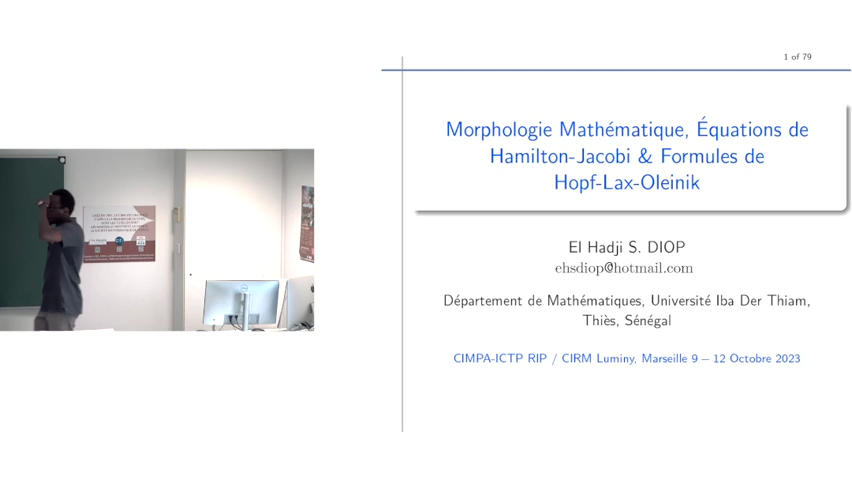 1 of 79
Morphologie Mathématique, Équations de
Hamilton-Jacobi & Formules de
Hopf-Lax-Oleinik
El Hadji S. DIOP
ehsdiop@hotmail.com
Département de Mathématiques, Université Iba Der Thiam,
Thiès, Sénégal
CIMPA-ICTP RIP / CIRM Luminy, Marseille 9 – 12 Octobre 2023